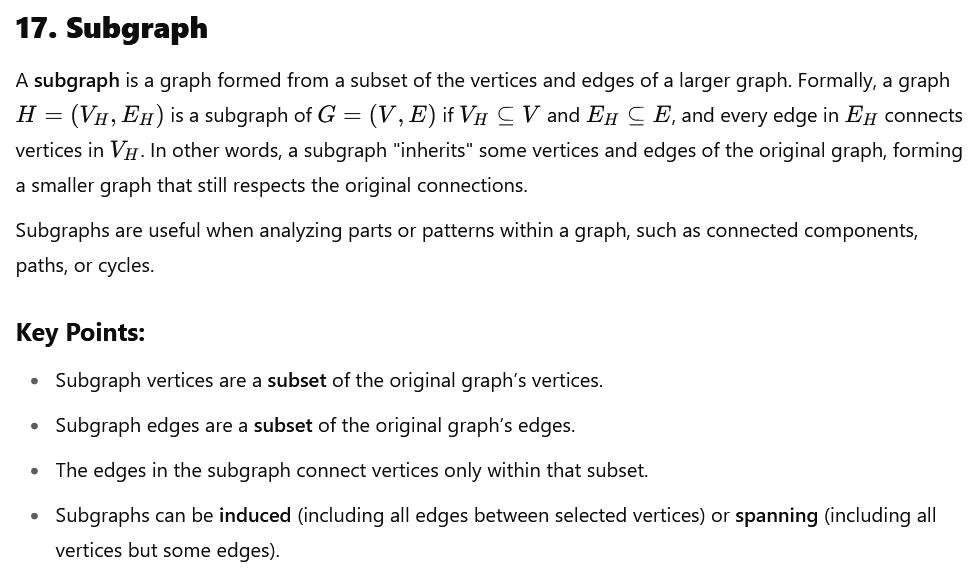 17. Subgraph
A subgraph is a graph formed from a subset of the vertices and edges of a larger graph. Formally, a graph
H = (V_H, E_H) is a subgraph of G = (V, E) if V_H ⊆ V and E_H ⊆ E, and every edge in E_H connects
vertices in V_H. In other words, a subgraph "inherits" some vertices and edges of the original graph, forming
a smaller graph that still respects the original connections.
Subgraphs are useful when analyzing parts or patterns within a graph, such as connected components,
paths, or cycles.
Key Points:
• Subgraph vertices are a subset of the original graph’s vertices.
• Subgraph edges are a subset of the original graph’s edges.
• The edges in the subgraph connect vertices only within that subset.
• Subgraphs can be induced (including all edges between selected vertices) or spanning (including all
vertices but some edges).